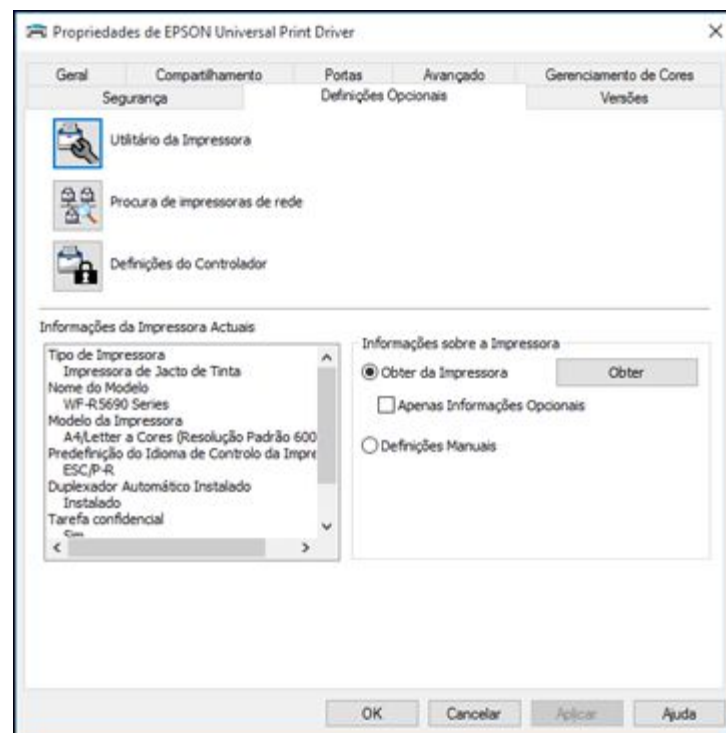 Propriedades de EPSON Universal Print Driver
Geral Compartilhamento Portas Avançado Gerenciamento de Cores
Segurança Definições Opcionais Versões
Utilitário da Impressora
Procura de impressoras de rede
Definições do Controlador
Informações da Impressora Actuais
Tipo de Impressora
Impressora de Jacto de Tinta
Nome do Modelo
WF-R5690 Series
Modelo da Impressora
A4/Letter a Cores (Resolução Padrão 600
Predefinição do Idioma de Controlo da Impre
ESC/P-R
Duplexador Automático Instalado
Instalado
Tarefa confidencial
Sim
Informações sobre a Impressora
Obter da Impressora Obter
Apenas Informações Opcionais
Definições Manuais
OK Cancelar Aplicar Ajuda